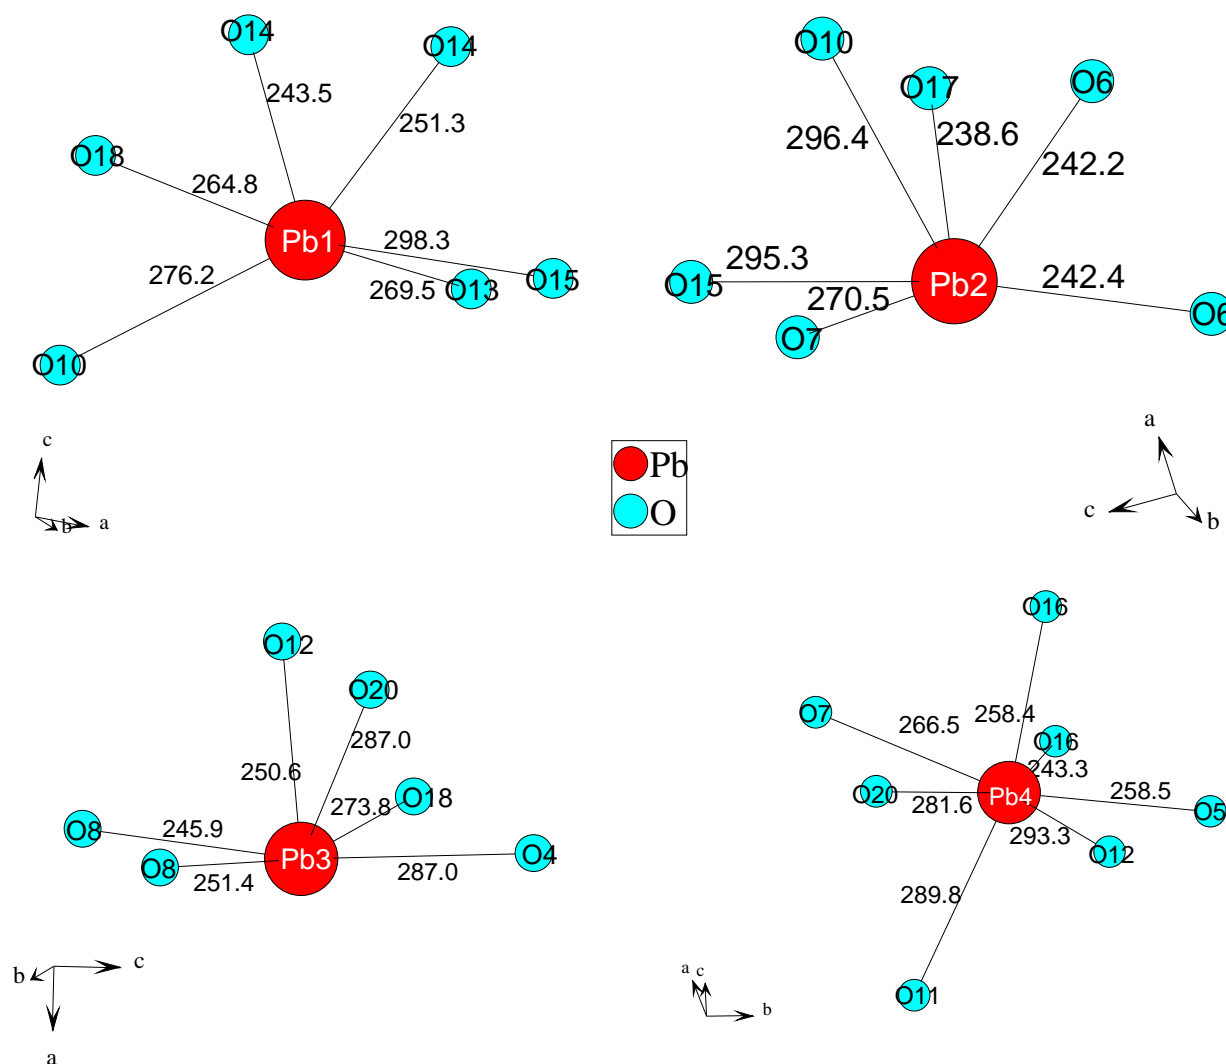 O14
O14
243.5
251.3
O18
264.8
Pb1
298.3
276.2
269.5
O13
O15
O10
O10
O17
O6
296.4
238.6
242.2
295.3
O15
270.5
Pb2
242.4
O7
O6
c
b
a
Pb
O
a
c
b
O12
O20
287.0
250.6
273.8
O18
O8
245.9
O8
251.4
Pb3
287.0
O4
b
c
a
O16
O7
266.5
258.4
O16
243.3
O20
281.6
Pb4
258.5
O5
293.3
O12
289.8
O11
a
c
b